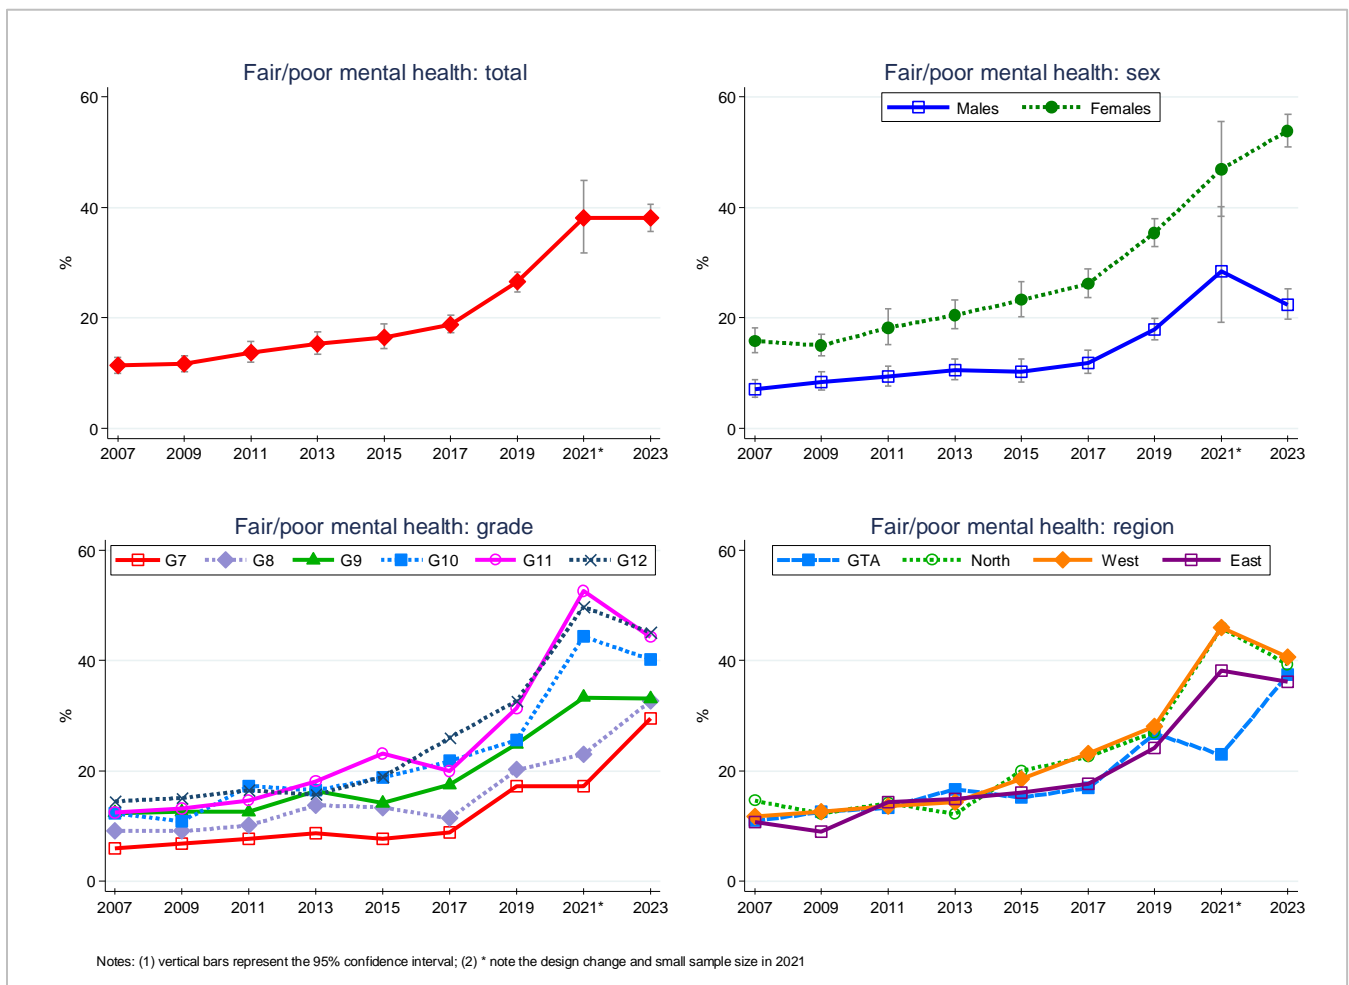 Fair/poor mental health: total
60
40
20
0
%
2007 2009 2011 2013 2015 2017 2019 2021* 2023
Fair/poor mental health: sex
Males Females
60
40
20
0
%
2007 2009 2011 2013 2015 2017 2019 2021* 2023
Fair/poor mental health: grade
G7 G8 G9 G10 G11 G12
60
40
20
0
%
2007 2009 2011 2013 2015 2017 2019 2021* 2023
Fair/poor mental health: region
GTA North West East
60
40
20
0
%
2007 2009 2011 2013 2015 2017 2019 2021* 2023
Notes: (1) vertical bars represent the 95% confidence interval; (2) * note the design change and small sample size in 2021